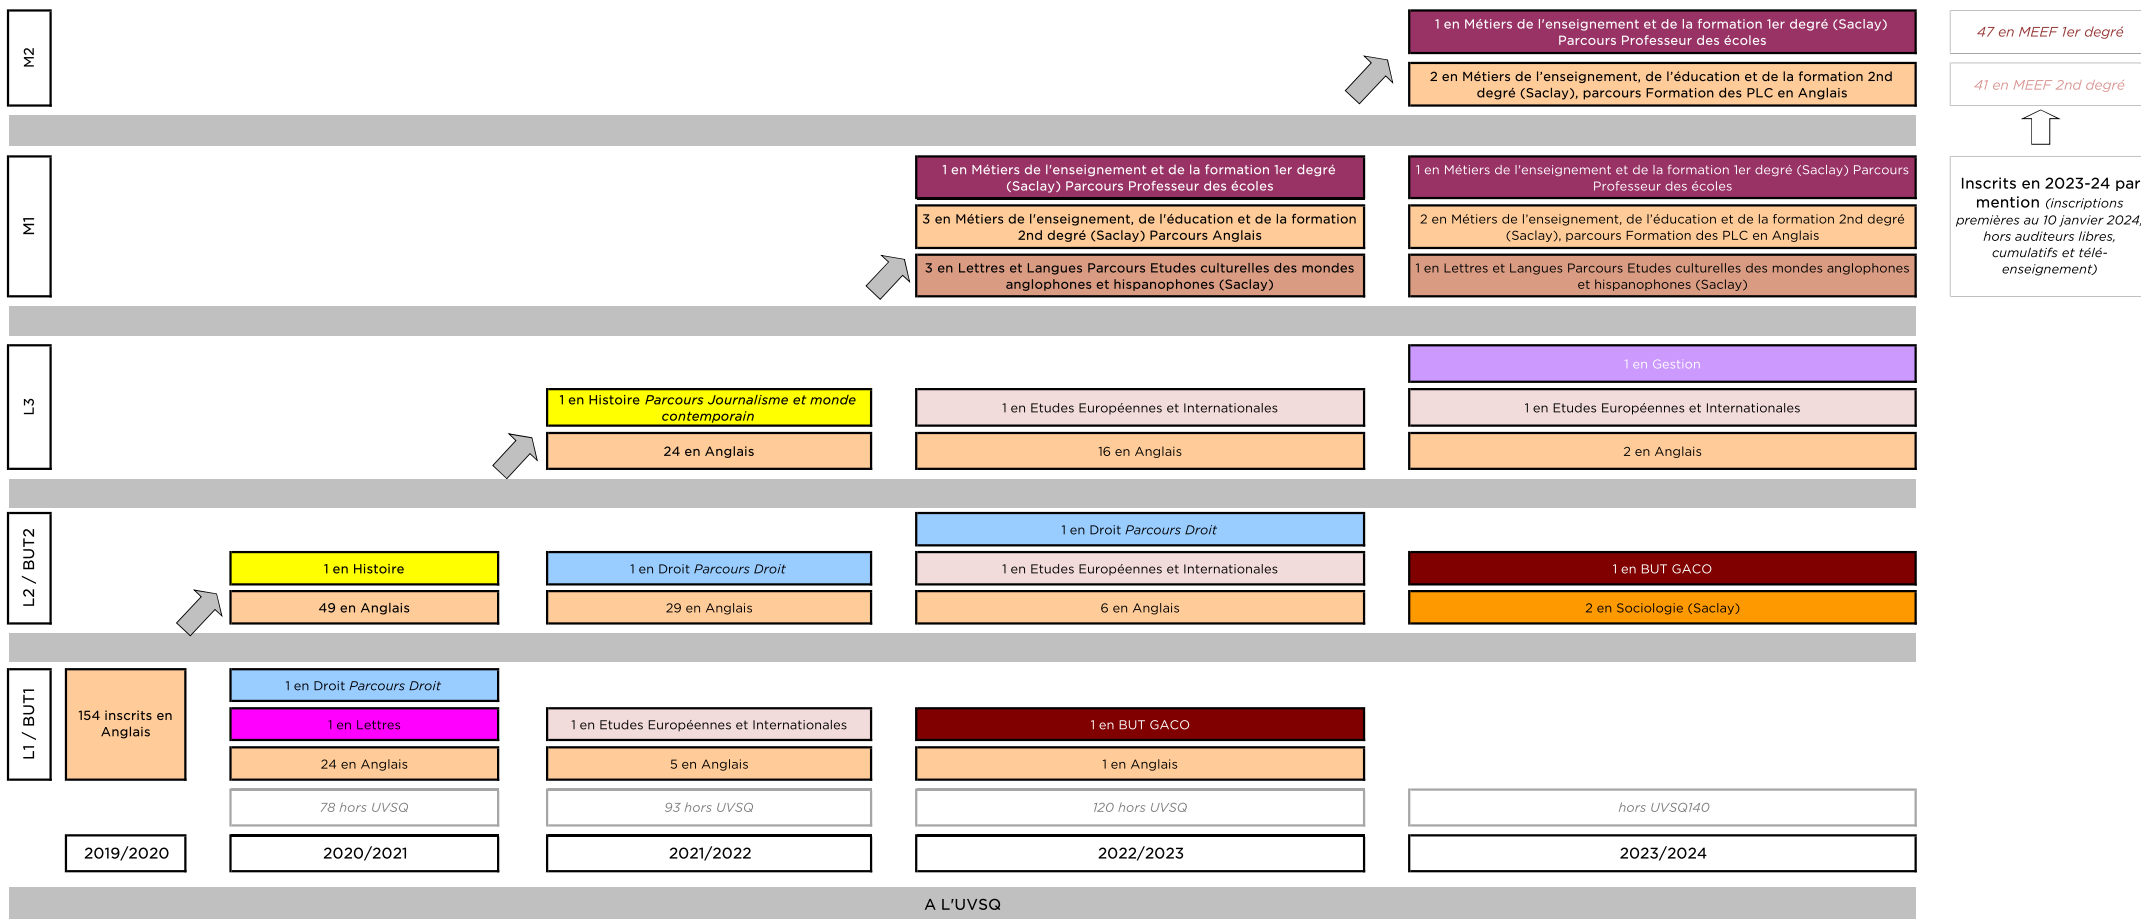 M2
1 en Métiers de l'enseignement et de la formation 1er degré (Saclay)
Parcours Professeur des écoles
47 en MEEF 1er degré
2 en Métiers de l'enseignement, de l'éducation et de la formation 2nd
degré (Saclay), parcours Formation des PLC en Anglais
41 en MEEF 2nd degré
M1
1 en Métiers de l'enseignement et de la formation 1er degré
(Saclay) Parcours Professeur des écoles
1 en Métiers de l'enseignement et de la formation 1er degré (Saclay) Parcours
Professeur des écoles
3 en Métiers de l'enseignement, de l'éducation et de la formation
2nd degré (Saclay) Parcours Anglais
2 en Métiers de l'enseignement, de l'éducation et de la formation 2nd degré
(Saclay), parcours Formation des PLC en Anglais
3 en Lettres et Langues Parcours Etudes culturelles des mondes
anglophones et hispanophones (Saclay)
1 en Lettres et Langues Parcours Etudes culturelles des mondes anglophones
et hispanophones (Saclay)
Inscrits en 2023-24 par
mention (inscriptions
premières au 10 janvier 2024,
hors auditeurs libres,
cumulatifs et télé-
enseignement)
L3
1 en Gestion
1 en Histoire Parcours Journalisme et monde
contemporain
1 en Etudes Européennes et Internationales
1 en Etudes Européennes et Internationales
24 en Anglais
16 en Anglais
2 en Anglais
L2 / BUT2
1 en Droit Parcours Droit
1 en Histoire
1 en Droit Parcours Droit
1 en Etudes Européennes et Internationales
1 en BUT GACO
49 en Anglais
29 en Anglais
6 en Anglais
2 en Sociologie (Saclay)
L1 / BUT1
154 inscrits en
Anglais
1 en Droit Parcours Droit
1 en Lettres
1 en Etudes Européennes et Internationales
1 en BUT GACO
24 en Anglais
5 en Anglais
1 en Anglais
78 hors UVSQ
93 hors UVSQ
120 hors UVSQ
hors UVSQ140
2019/2020
2020/2021
2021/2022
2022/2023
2023/2024
A L'UVSQ